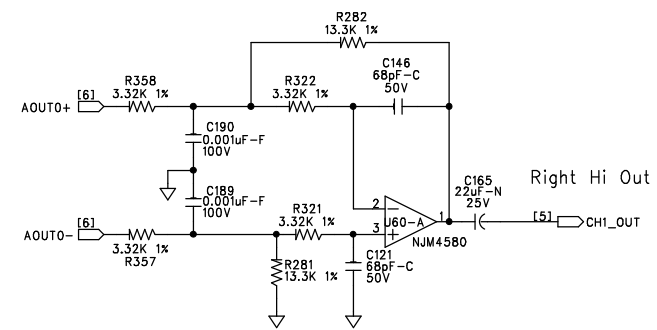 R282
13.3K 1%
C146
68pF-C
50V
R358
3.32K 1%
R322
3.32K 1%
[6]
AOUT0+
C190
0.001uF-F
100V
C189
0.001uF-F
100V
[6]
AOUT0-
3.32K 1%
R357
R321
3.32K 1%
R281
13.3K 1%
C121
68pF-C
50V
2
3
1
U60-A
NJM4580
C165
22uF-N
25V
Right Hi Out
[5]
CH1_OUT